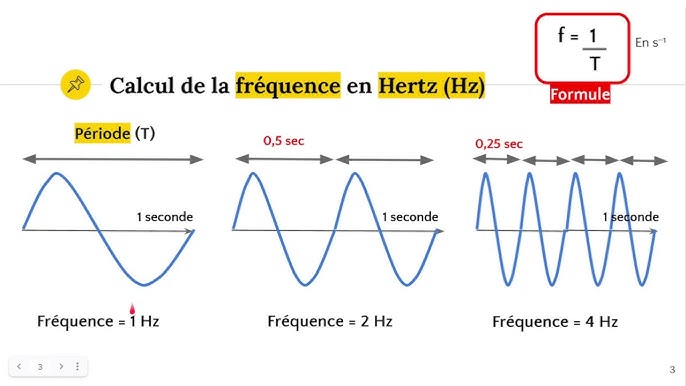 f = 1
T
En s⁻¹
Formule
Calcul de la fréquence en Hertz (Hz)
Période (T)
0,5 sec
0,25 sec
1 seconde
1 seconde
1 seconde
Fréquence = 1 Hz
Fréquence = 2 Hz
Fréquence = 4 Hz
3
3